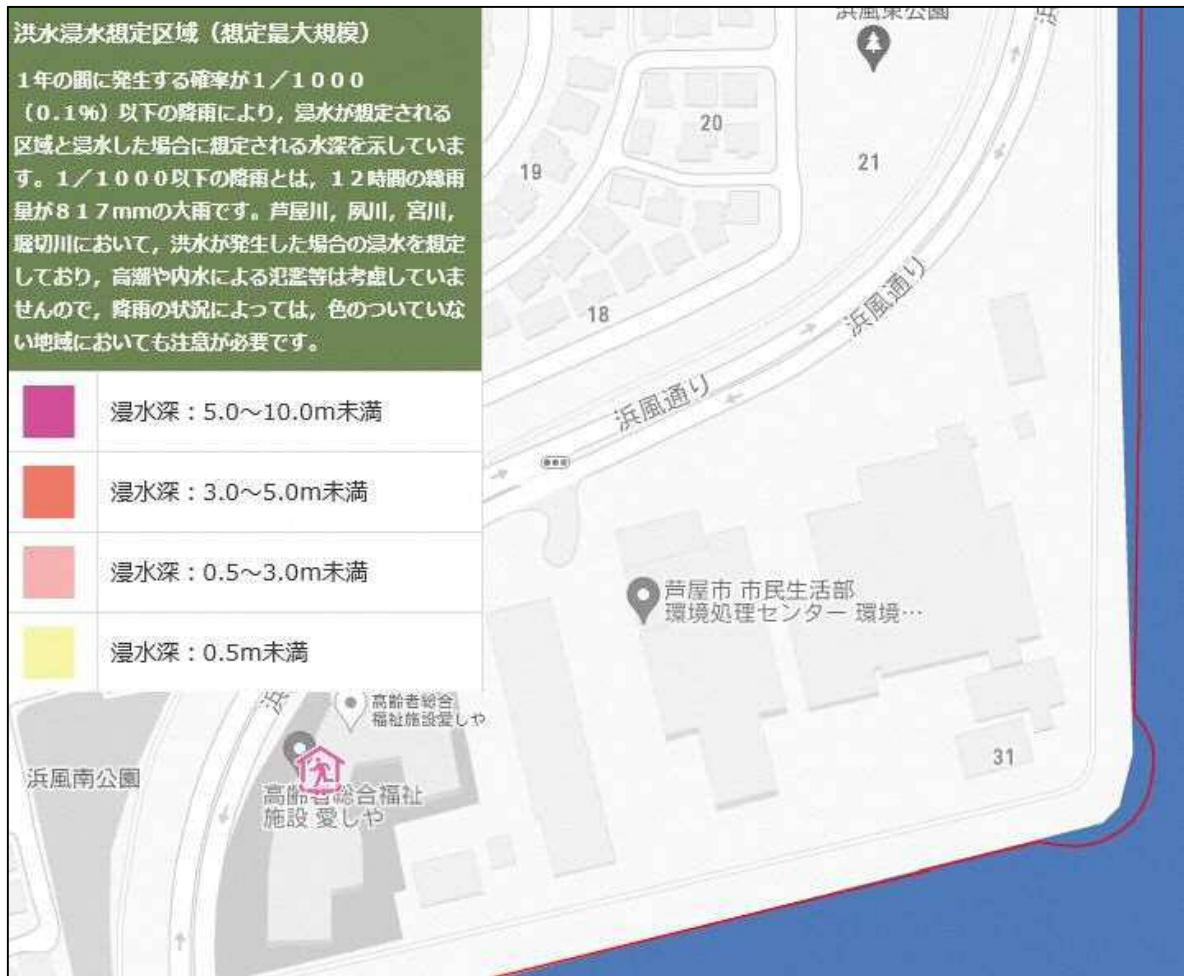 洪水浸水想定区域（想定最大規模）
１年の間に発生する確率が１／１０００
（０.１%）以下の降雨により，浸水が想定される
区域と浸水した場合に想定される水深を示していま
す。１／１０００以下の降雨とは，１２時間の総雨
量が８１７mmの大雨です。芦屋川，夙川，宮川，
堀切川において，洪水が発生した場合の浸水を想定
しており，高潮や内水による氾濫等は考慮していま
せんので，降雨の状況によっては，色のついていな
い地域においても注意が必要です。
浸水深：5.0～10.0m未満
浸水深：3.0～5.0m未満
浸水深：0.5～3.0m未満
浸水深：0.5m未満
浜風東公園
浜
20
19
21
18
浜風通り
浜風通り
芦屋市 市民生活部
環境処理センター 環境…
浜
高齢者総合
福祉施設愛しや
浜風南公園
高齢者総合福祉
施設 愛しや
31